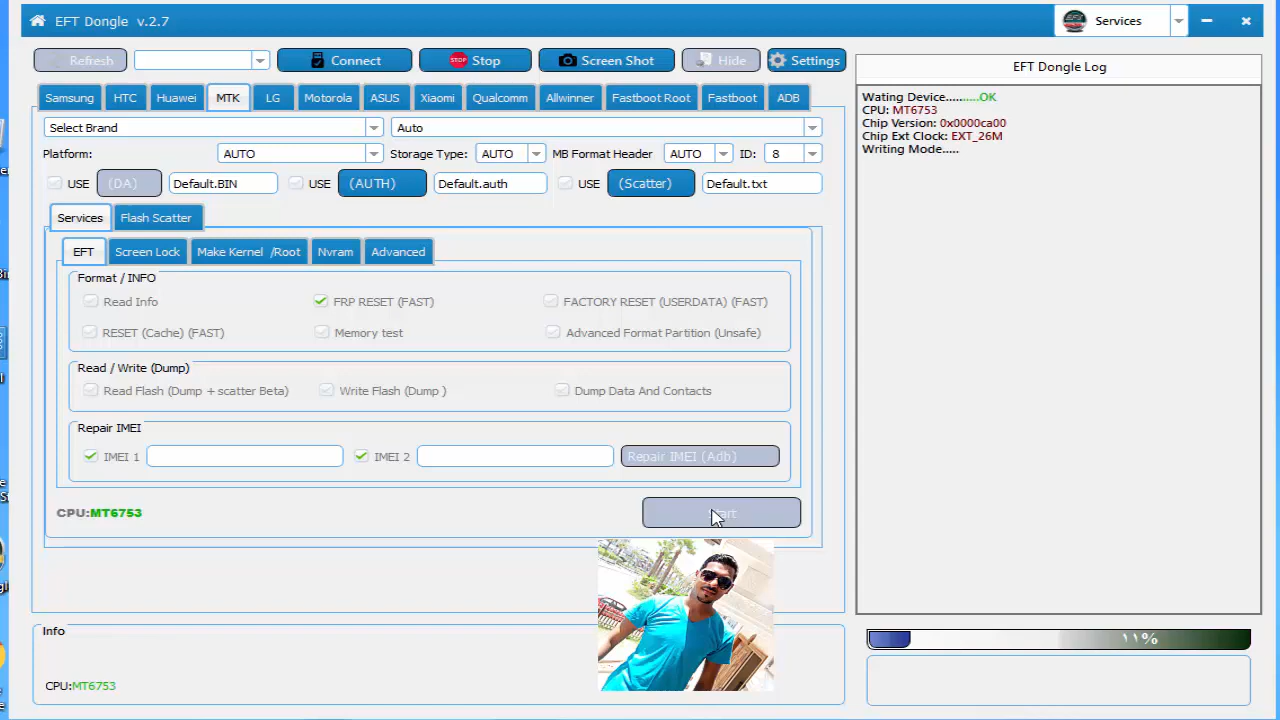 EFT Dongle v.2.7
Services
Refresh Connect Stop Screen Shot Hide Settings
EFT Dongle Log
Samsung HTC Huawei MTK LG Motorola ASUS Xiaomi Qualcomm Allwinner Fastboot Root Fastboot ADB
Select Brand Auto
Platform: AUTO Storage Type: AUTO MB Format Header AUTO ID: 8
USE (DA) Default.BIN USE (AUTH) Default.auth USE (Scatter) Default.txt
Services Flash Scatter
EFT Screen Lock Make Kernel /Root Nvram Advanced
Format / INFO
Read Info FRP RESET (FAST) FACTORY RESET (USERDATA) (FAST)
RESET (Cache) (FAST) Memory test Advanced Format Partition (Unsafe)
Read / Write (Dump)
Read Flash (Dump + scatter Beta) Write Flash (Dump ) Dump Data And Contacts
Repair IMEI
IMEI 1 IMEI 2 Repair IMEI (Adb)
CPU:MT6753
Info
CPU:MT6753
Wating Device..........OK
CPU: MT6753
Chip Version: 0x0000ca00
Chip Ext Clock: EXT_26M
Writing Mode.....
١١%